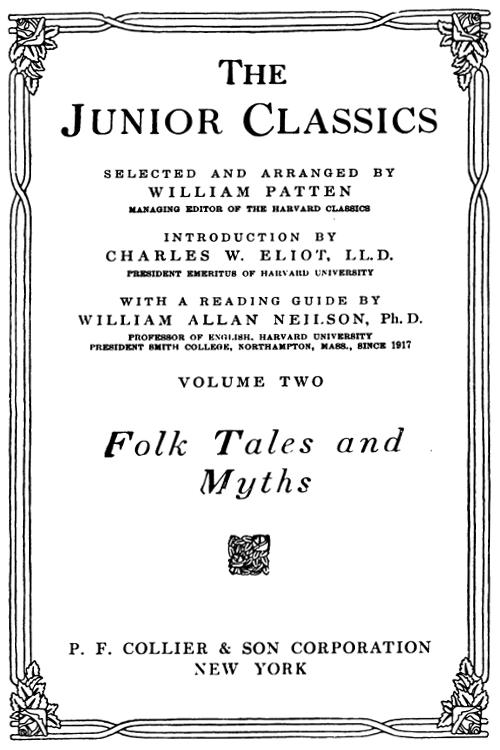 THE
JUNIOR CLASSICS
SELECTED AND ARRANGED BY
WILLIAM PATTEN
MANAGING EDITOR OF THE HARVARD CLASSICS
INTRODUCTION BY
CHARLES W. ELIOT, LL.D.
PRESIDENT EMERITUS OF HARVARD UNIVERSITY
WITH A READING GUIDE BY
WILLIAM ALLAN NEILSON, Ph.D.
PROFESSOR OF ENGLISH, HARVARD UNIVERSITY
PRESIDENT SMITH COLLEGE, NORTHAMPTON, MASS., SINCE 1917
VOLUME TWO
Folk Tales and
Myths
P. F. COLLIER & SON CORPORATION
NEW YORK